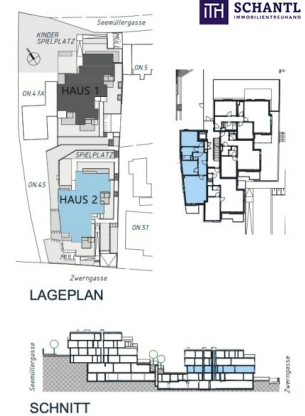 SCHANTL
ITH
IMMOBILIENTREUHAND
Seemüllergasse
KINDER
SPIELPLATZ
ON.5
HAUS 1
ON.47A
SPIELPLATZ
ON.45
HAUS 2
ON.51
MÜLL
Zwerngasse
LAGEPLAN
Seemüllergasse
Zwerngasse
SCHNITT